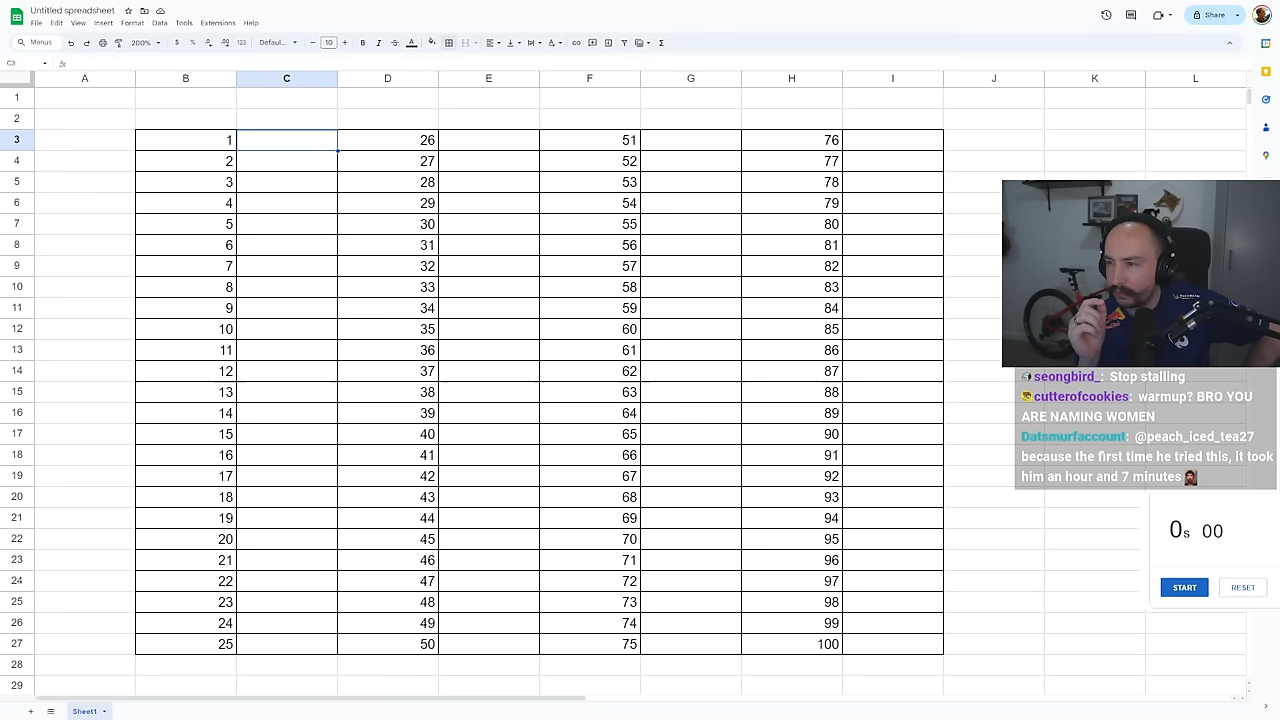 Untitled spreadsheet
File Edit View Insert Format Data Tools Extensions Help
Share
Menus 200% $ % .0 .00 123 Defaul... 10 B I S A Σ
C3 fx
A B C D E F G H I J K L
1
2
3 1 26 51 76
4 2 27 52 77
5 3 28 53 78
6 4 29 54 79
7 5 30 55 80
8 6 31 56 81
9 7 32 57 82
10 8 33 58 83
11 9 34 59 84
12 10 35 60 85
13 11 36 61 86
14 12 37 62 87
15 13 38 63 88
16 14 39 64 89
17 15 40 65 90
18 16 41 66 91
19 17 42 67 92
20 18 43 68 93
21 19 44 69 94
22 20 45 70 95
23 21 46 71 96
24 22 47 72 97
25 23 48 73 98
26 24 49 74 99
27 25 50 75 100
28
29
Sheet1
seongbird_: Stop stalling
cutterofcookies: warmup? BRO YOU
ARE NAMING WOMEN
Datsmurfaccount: @peach_iced_tea27
because the first time he tried this, it took
him an hour and 7 minutes
0s 00
START RESET